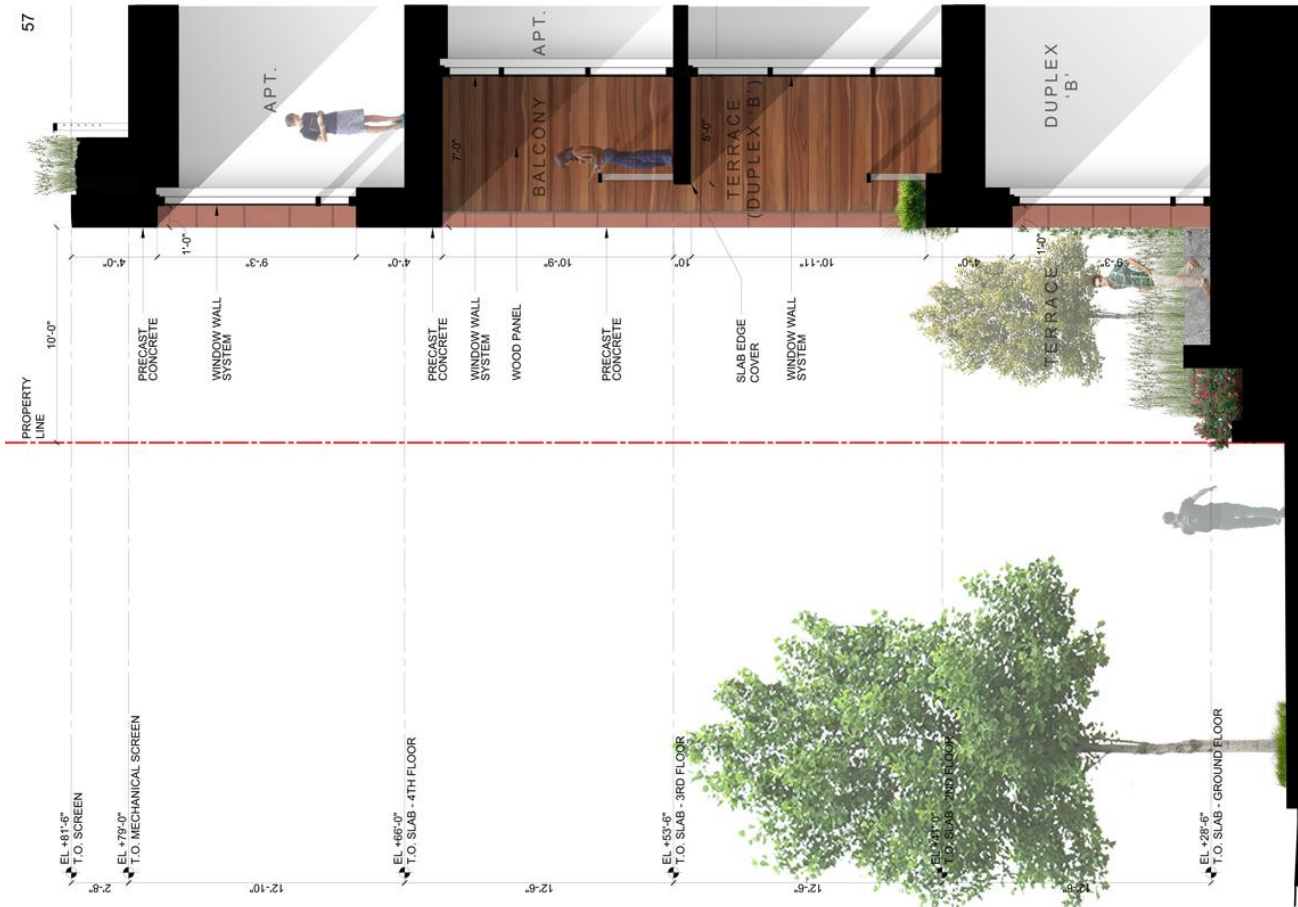 57
PROPERTY
LINE
10'-0"
EL +81'-6"
T.O. SCREEN
2'-8"
EL +79'-0"
T.O. MECHANICAL SCREEN
4'-0"
PRECAST
CONCRETE
1'-0"
WINDOW WALL
SYSTEM
9'-3"
APT.
12'-10"
EL +66'-0"
T.O. SLAB - 4TH FLOOR
4'-0"
PRECAST
CONCRETE
7'-0"
WINDOW WALL
SYSTEM
WOOD PANEL
BALCONY
APT.
10'-9"
12'-6"
PRECAST
CONCRETE
EL +53'-6"
T.O. SLAB - 3RD FLOOR
10"
5'-0"
SLAB EDGE
COVER
TERRACE
(DUPLEX 'B')
WINDOW WALL
SYSTEM
10'-11"
12'-6"
EL +41'-0"
T.O. SLAB - 2ND FLOOR
4'-0"
1'-0"
TERRACE
DUPLEX
'B'
12'-6"
9'-3"
EL +28'-6"
T.O. SLAB - GROUND FLOOR